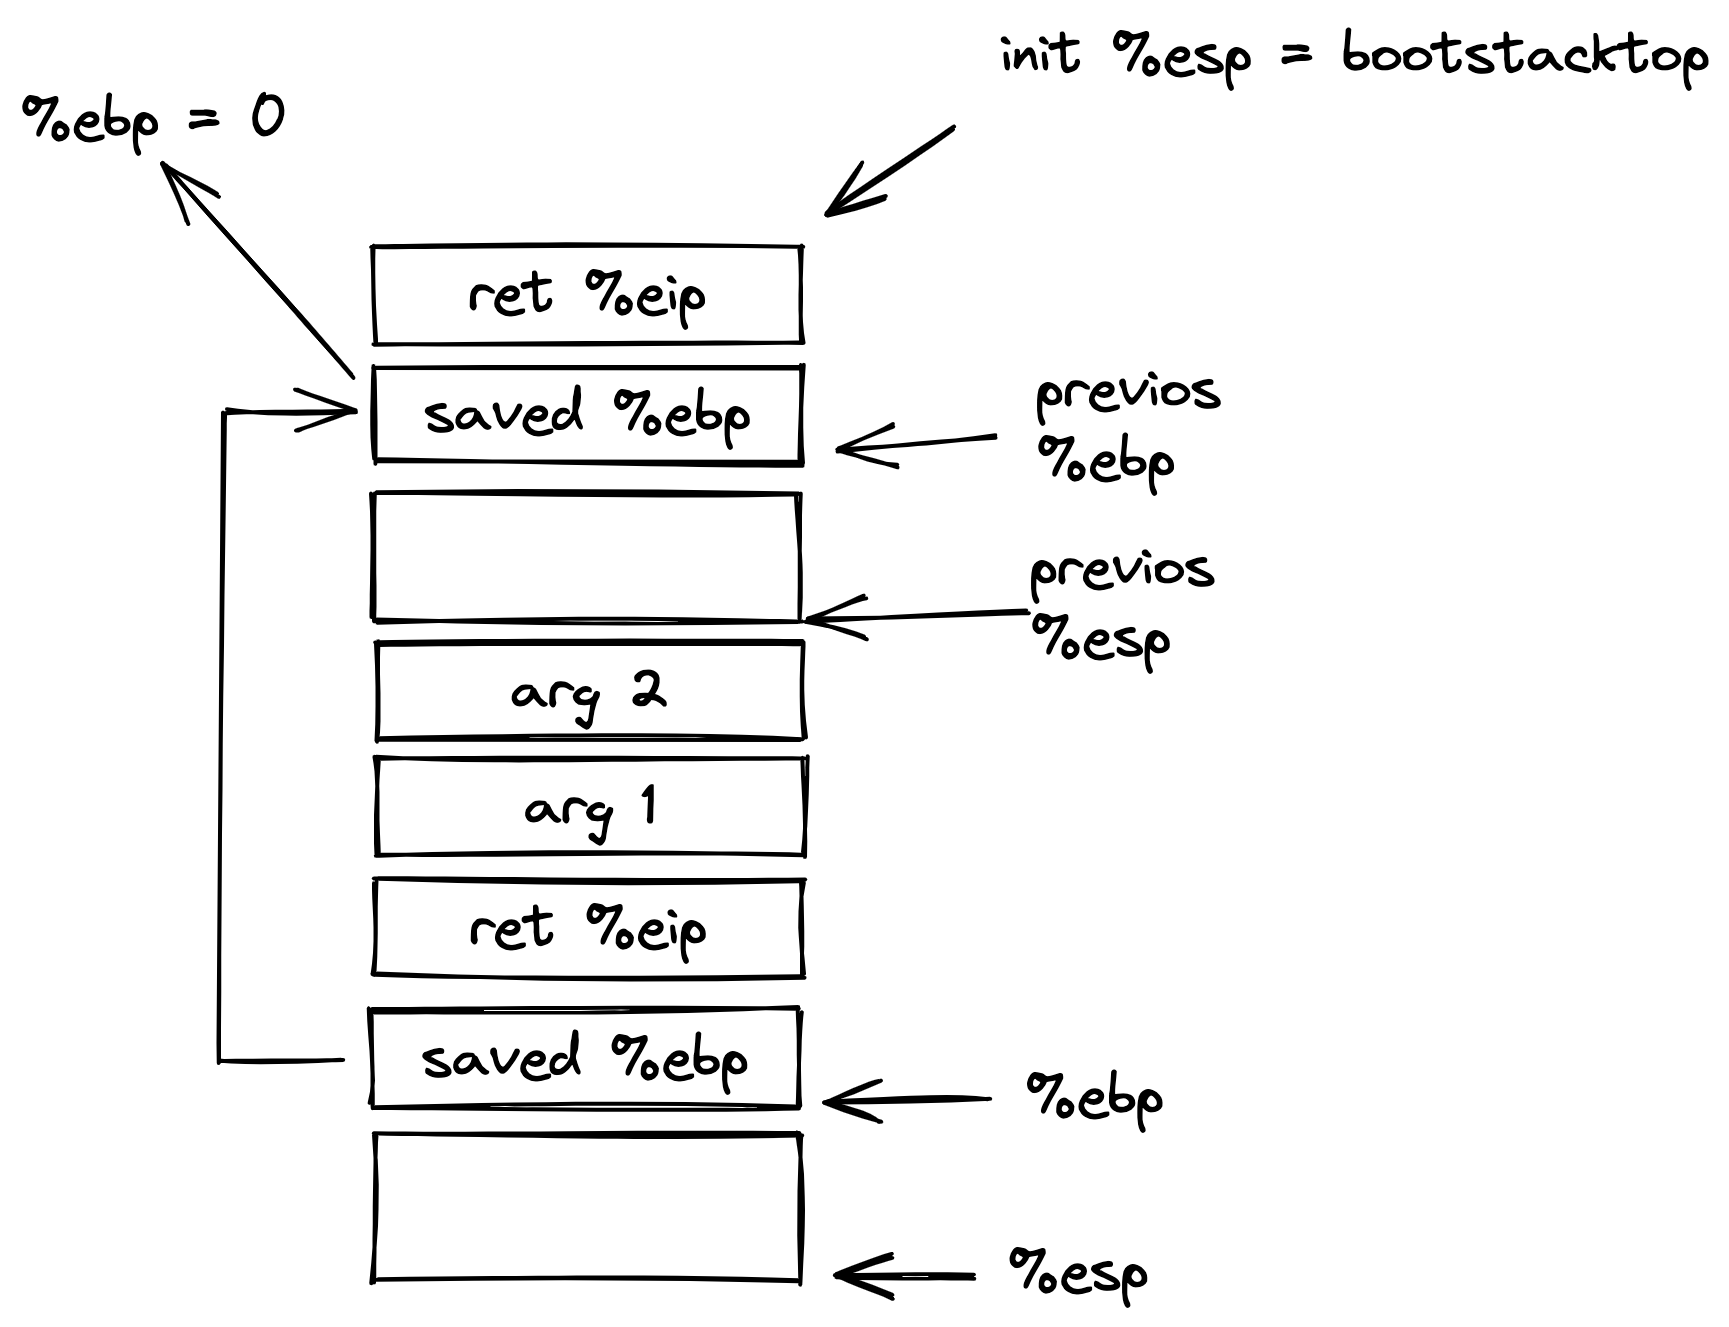 init %esp = bootstacktop
%ebp = 0
ret %eip
saved %ebp
previos
%ebp
previos
%esp
arg 2
arg 1
ret %eip
saved %ebp
%ebp
%esp